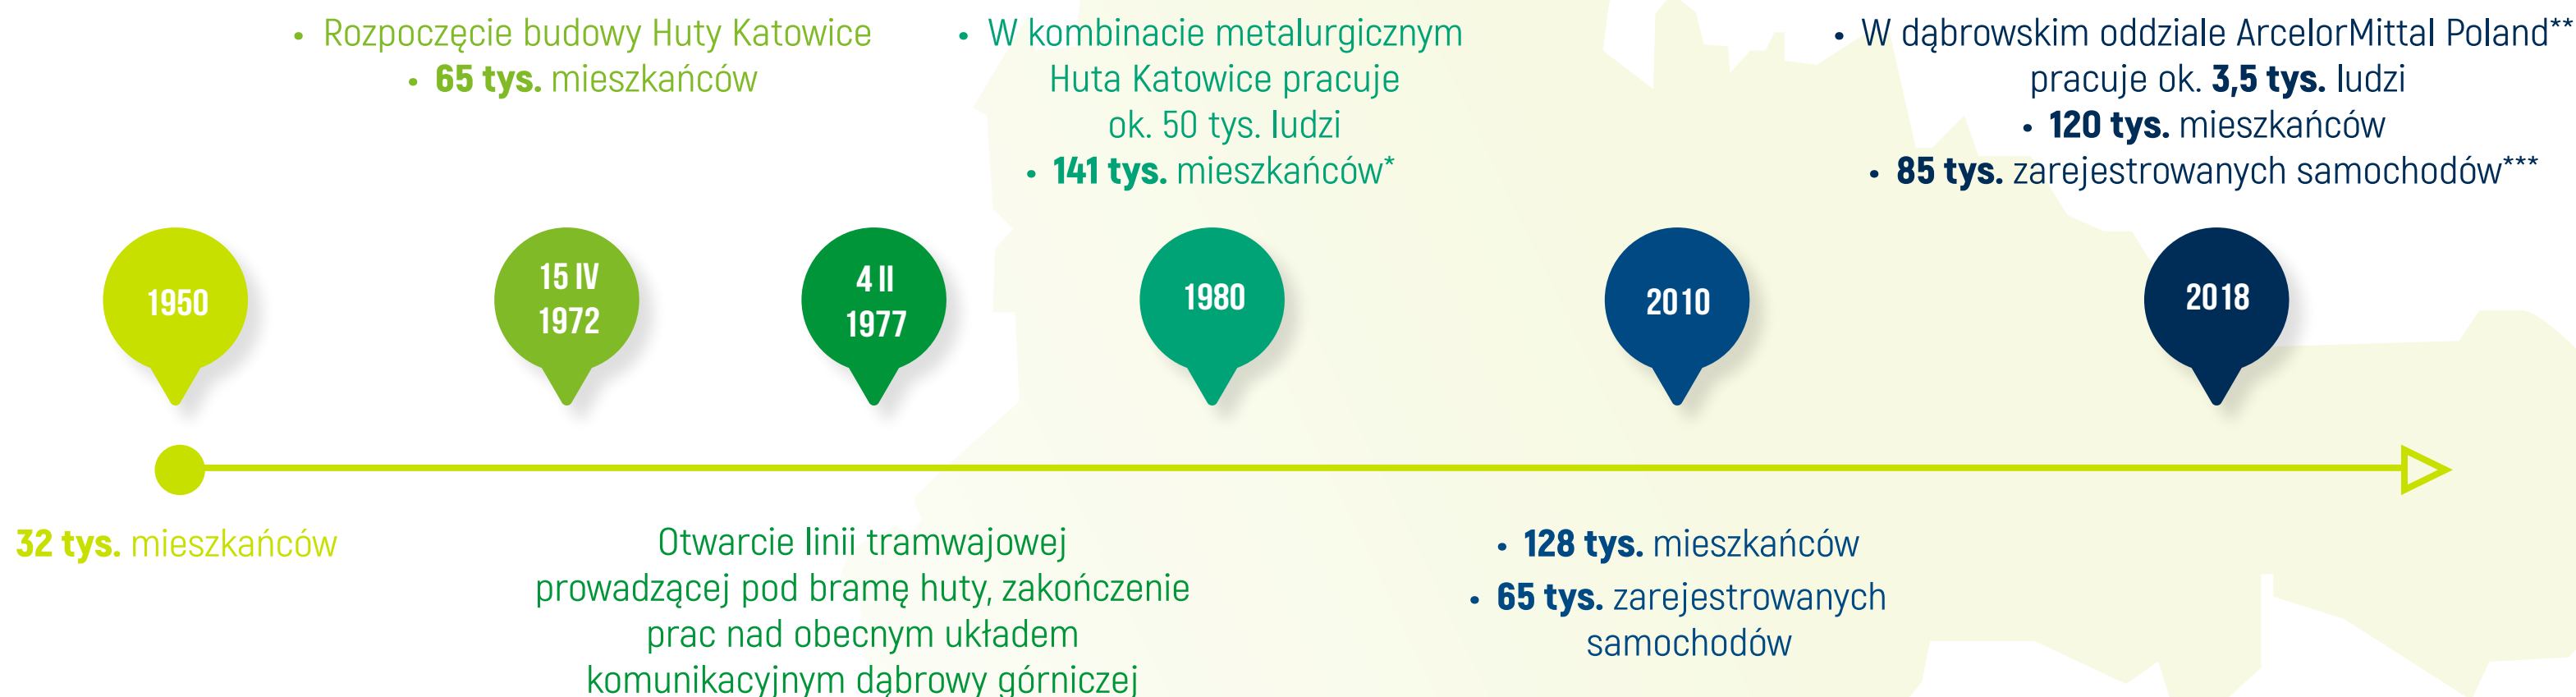 • Rozpoczęcie budowy Huty Katowice
• 65 tys. mieszkańców
• W kombinacie metalurgicznym
Huta Katowice pracuje
ok. 50 tys. ludzi
• 141 tys. mieszkańców*
• W dąbrowskim oddziale ArcelorMittal Poland**
pracuje ok. 3,5 tys. ludzi
• 120 tys. mieszkańców
• 85 tys. zarejestrowanych samochodów***
1950
15 IV
1972
4 II
1977
1980
2010
2018
32 tys. mieszkańców
Otwarcie linii tramwajowej
prowadzącej pod bramę huty, zakończenie
prac nad obecnym układem
komunikacyjnym dąbrowy górniczej
• 128 tys. mieszkańców
• 65 tys. zarejestrowanych
samochodów